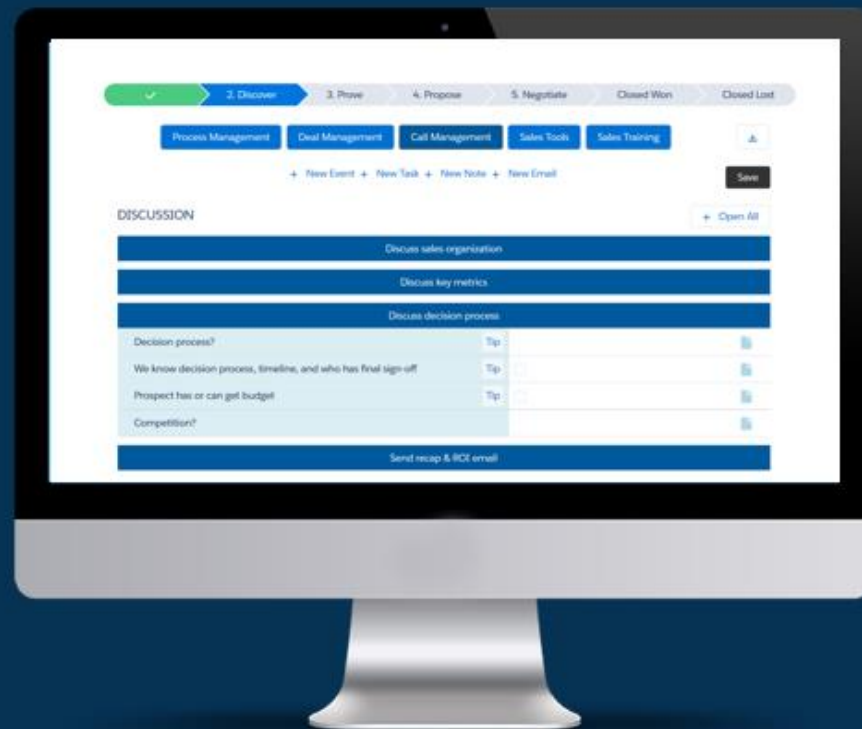 2. Discover 3. Prove 4. Propose 5. Negotiate Closed Won Closed Lost
Process Management Deal Management Call Management Sales Tools Sales Training
+ New Event + New Task + New Note + New Email
Save
DISCUSSION
+ Open All
Discuss sales organization
Discuss key metrics
Discuss decision process
Decision process? Tip
We know decision process, timeline, and who has final sign-off Tip
Prospect has or can get budget Tip
Competition?
Send recap & ROI email